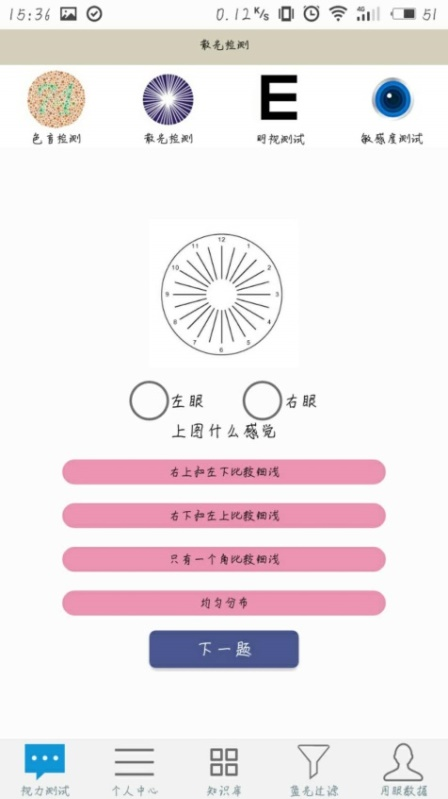 15:36 0.12 K/s 4G 51
散光检测
色盲检测 散光检测 明视测试 敏感度测试
12
11 1
10 2
9 3
8 4
7 5
6
左眼 右眼
上图什么感觉
右上和左下比较细浅
右下和左上比较细浅
只有一个角比较细浅
均匀分布
下一题
视力测试 个人中心 知识库 蓝光过滤 用眼数据